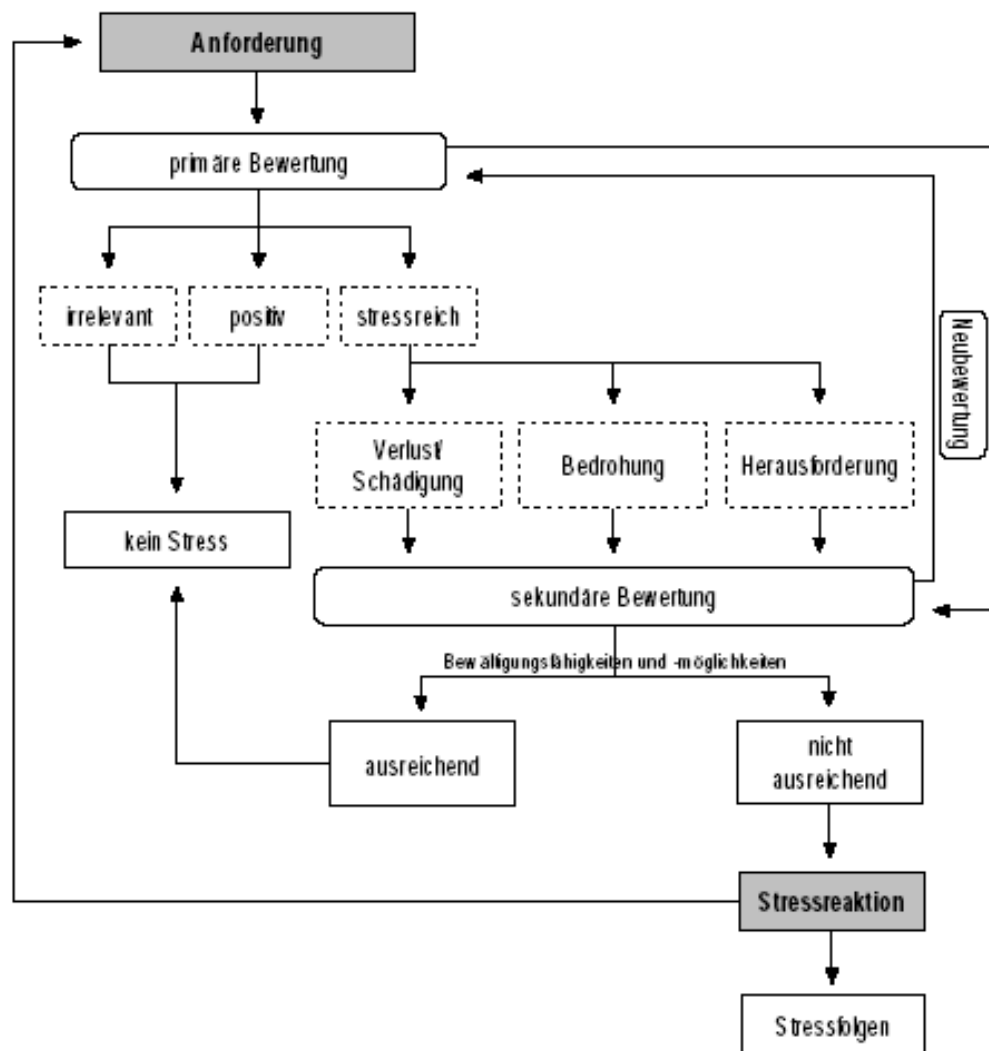 Anforderung
primäre Bewertung
irrelevant
positiv
stressreich
Neubewertung
Verlust/
Schädigung
Bedrohung
Herausforderung
kein Stress
sekundäre Bewertung
Bewältigungsfähigkeiten und -möglichkeiten
ausreichend
nicht
ausreichend
Stressreaktion
Stressfolgen